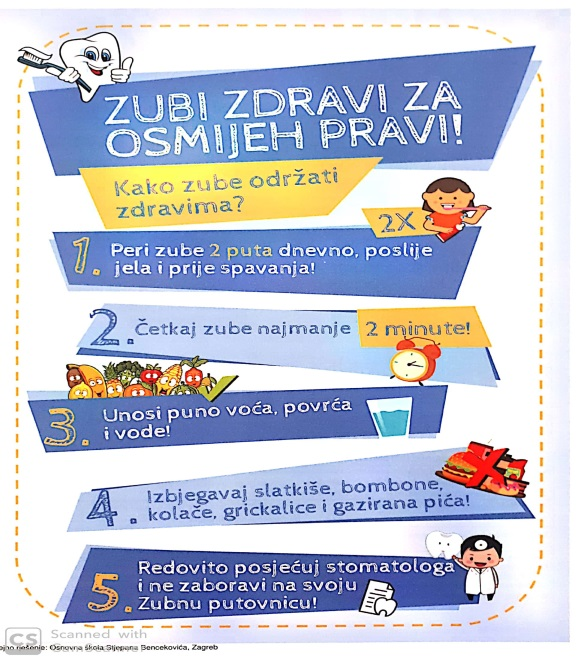 ZUBI ZDRAVI ZA
OSMIJEH PRAVI!
Kako zube održati
zdravima?
2X
1. Peri zube 2 puta dnevno, poslije
jela i prije spavanja!
2. Četkaj zube najmanje 2 minute!
3. Unosi puno voća, povrća
i vode!
4. Izbjegavaj slatkiše, bombone,
kolače, grickalice i gazirana pića!
5. Redovito posjećuj stomatologa
i ne zaboravi na svoju
Zubnu putovnicu!
CS Scanned with
rješenje: Osnovna škola Stjepana Bencekovića, Zagreb